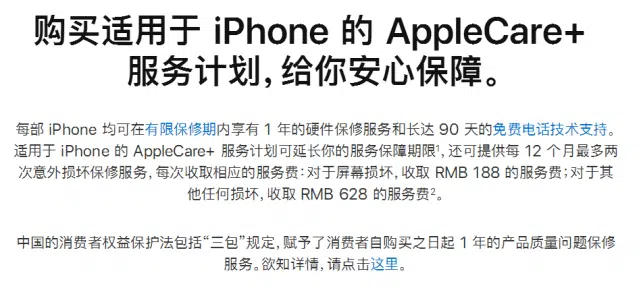 购买适用于 iPhone 的 AppleCare+
服务计划，给你安心保障。
每部 iPhone 均可在有限保修期内享有 1 年的硬件保修服务和长达 90 天的免费电话技术支持。
适用于 iPhone 的 AppleCare+ 服务计划可延长你的服务保障期限¹，还可提供每 12 个月最多两
次意外损坏保修服务，每次收取相应的服务费：对于屏幕损坏，收取 RMB 188 的服务费；对于其
他任何损坏，收取 RMB 628 的服务费²。
中国的消费者权益保护法包括“三包”规定，赋予了消费者自购买之日起 1 年的产品质量问题保修
服务。欲知详情，请点击这里。